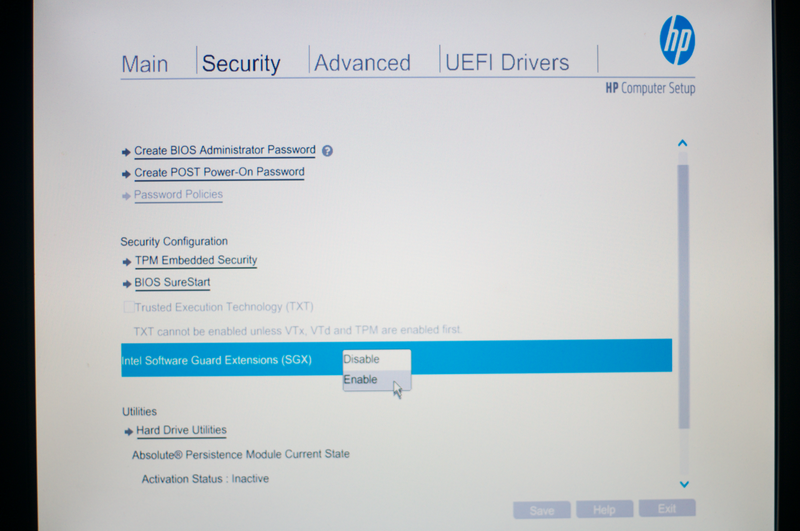 hp
Main Security Advanced UEFI Drivers
HP Computer Setup
Create BIOS Administrator Password ?
Create POST Power-On Password
Password Policies
Security Configuration
TPM Embedded Security
BIOS SureStart
Trusted Execution Technology (TXT)
TXT cannot be enabled unless VTx, VTd and TPM are enabled first.
Intel Software Guard Extensions (SGX) Disable
Enable
Utilities
Hard Drive Utilities
Absolute® Persistence Module Current State
Activation Status : Inactive
Save Help Exit